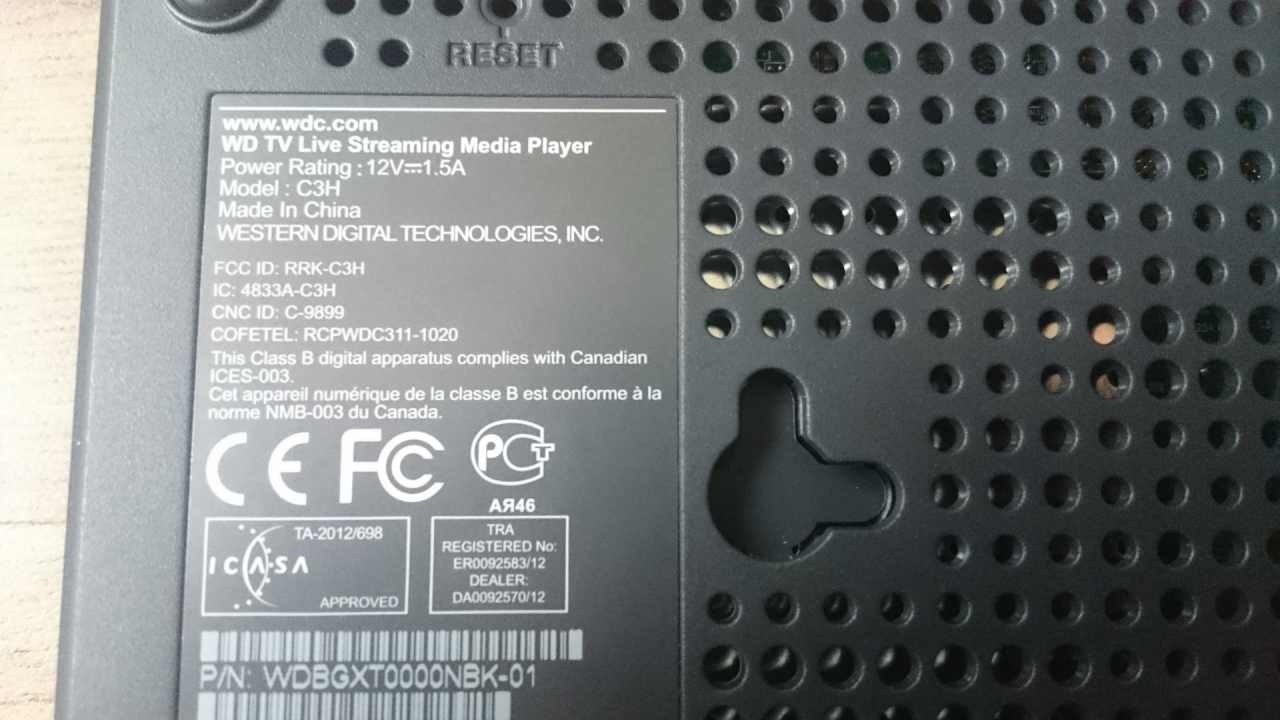 RESET
www.wdc.com
WD TV Live Streaming Media Player
Power Rating : 12V⎓1.5A
Model : C3H
Made In China
WESTERN DIGITAL TECHNOLOGIES, INC.
FCC ID: RRK-C3H
IC: 4833A-C3H
CNC ID: C-9899
COFETEL: RCPWDC311-1020
This Class B digital apparatus complies with Canadian
ICES-003.
Cet appareil numérique de la classe B est conforme à la
norme NMB-003 du Canada.
CE FC PCT
АЯ46
TA-2012/698
ICASA
APPROVED
TRA
REGISTERED No:
ER0092583/12
DEALER:
DA0092570/12
P/N: WDBGXT0000NBK-01